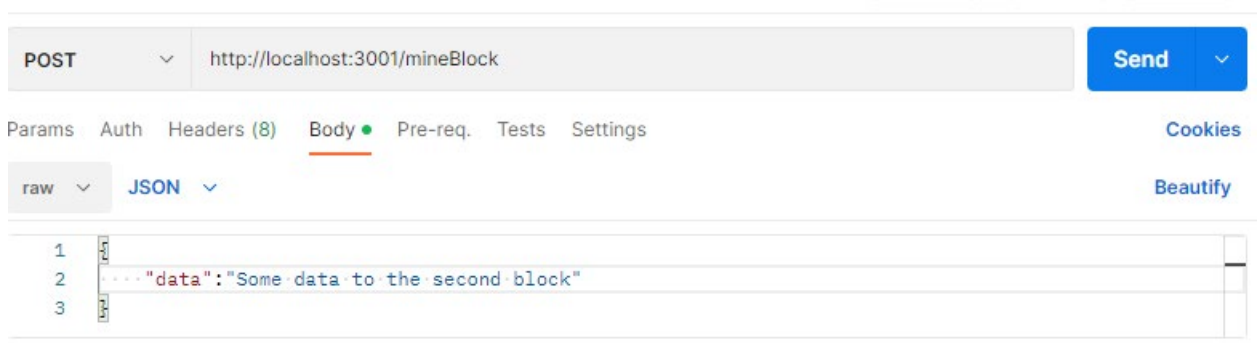 POST http://localhost:3001/mineBlock Send
Params Auth Headers (8) Body Pre-req. Tests Settings Cookies
raw JSON Beautify
1 {
2 "data":"Some data to the second block"
3 }